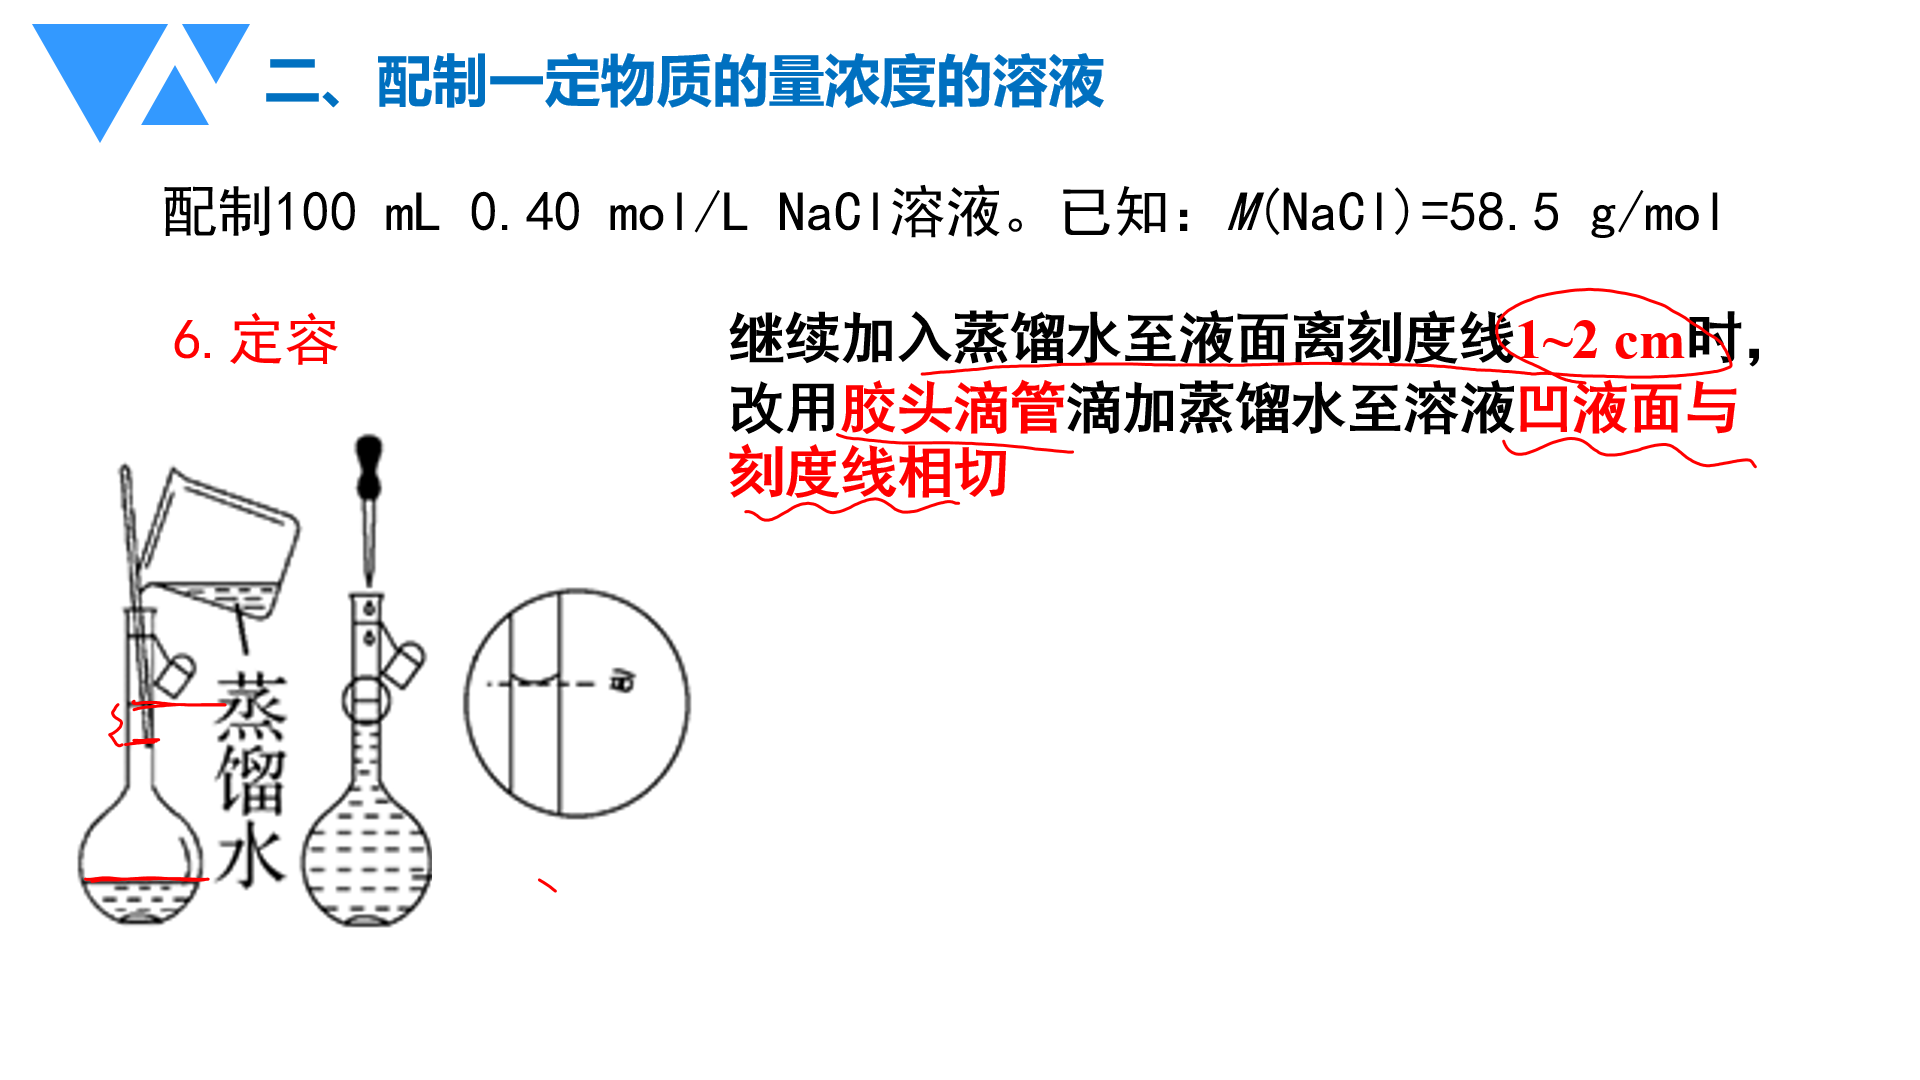 二、配制一定物质的量浓度的溶液
配制100 mL 0.40 mol/L NaCl溶液。已知：M(NaCl)=58.5 g/mol
6.定容
继续加入蒸馏水至液面离刻度线1~2 cm时，
改用胶头滴管滴加蒸馏水至溶液凹液面与
刻度线相切
蒸馏水